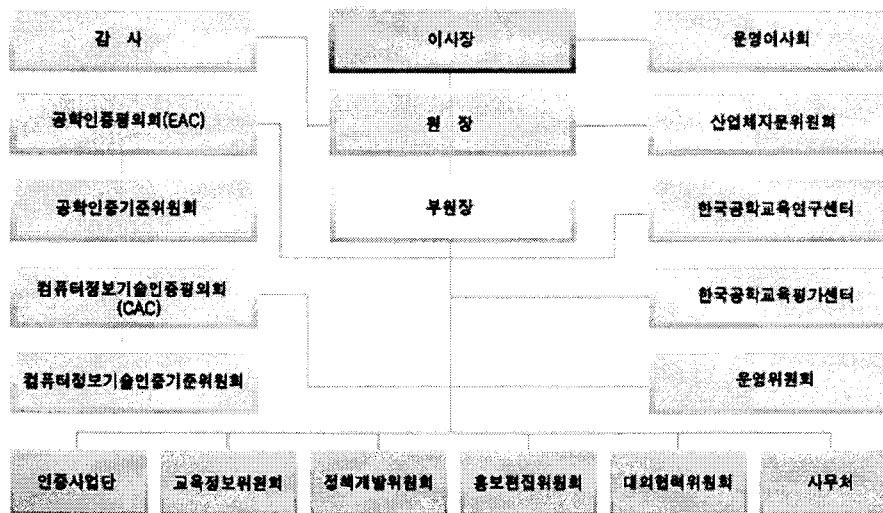 감 사
이사장
운영이사회
공학인증평의회(EAC)
원 장
산업체자문위원회
공학인증기준위원회
부원장
한국공학교육연구센터
컴퓨터정보기술인증평의회
(CAC)
한국공학교육평가센터
컴퓨터정보기술인증기준위원회
운영위원회
인증사업단
교육정보위원회
정책개발위원회
홍보편집위원회
대외협력위원회
사무처